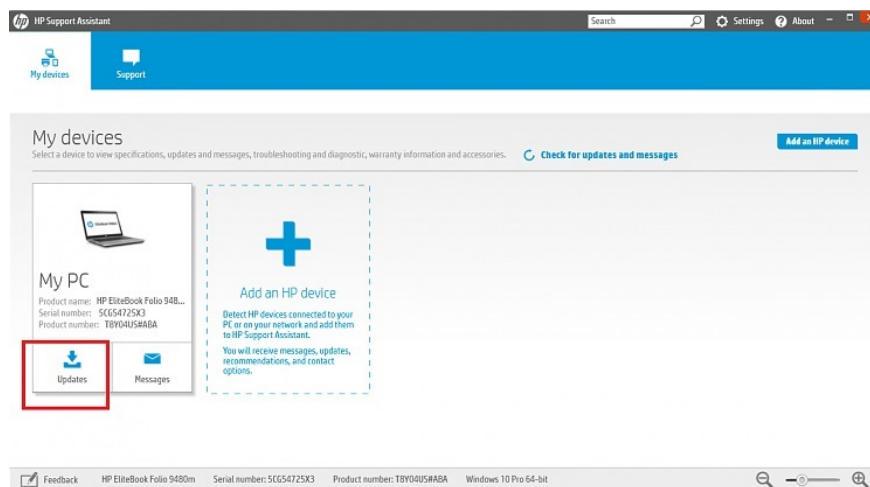 hp HP Support Assistant
Search
Settings
? About
My devices
Support
My devices
Select a device to view specifications, updates and messages, troubleshooting and diagnostic, warranty information and accessories.
Check for updates and messages
Add an HP device
My PC
Product name: HP EliteBook Folio 948...
Serial number: 5CG54725X3
Product number: T8Y04US#ABA
Updates
Messages
Add an HP device
Detect HP devices connected to your
PC or on your network and add them
to HP Support Assistant.
You will receive messages, updates,
recommendations, and contact
options.
Feedback
HP EliteBook Folio 9480m
Serial number: 5CG54725X3
Product number: T8Y04US#ABA
Windows 10 Pro 64-bit